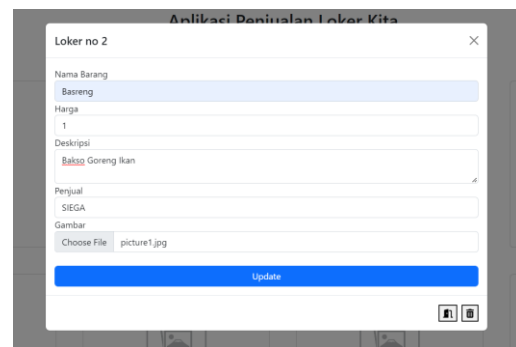 Aplikasi Penjualan Loker Kita
Loker no 2
Nama Barang
Basreng
Harga
1
Deskripsi
Bakso Goreng Ikan
Penjual
SIEGA
Gambar
Choose File picture1.jpg
Update